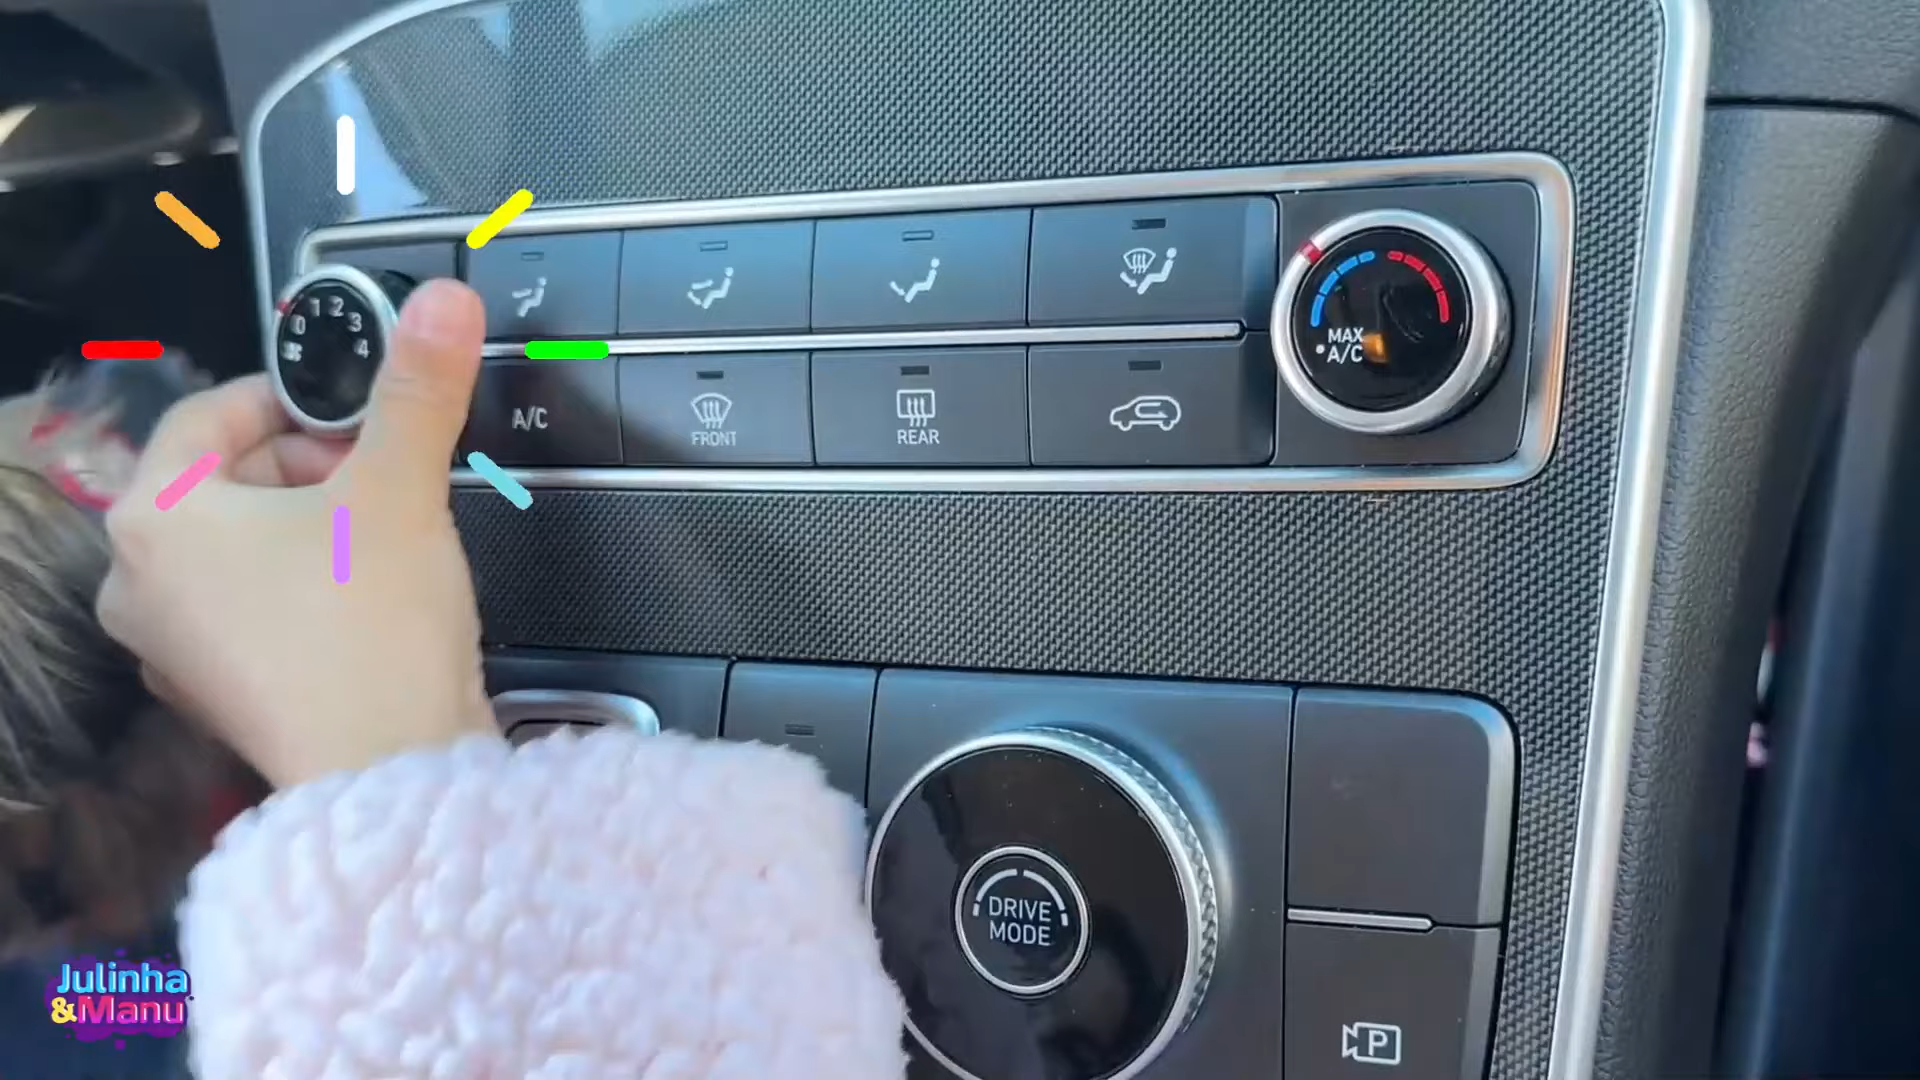 0 1 2 3 4
MAX
A/C
A/C
FRONT
REAR
DRIVE
MODE
P
Julinha
&Manu